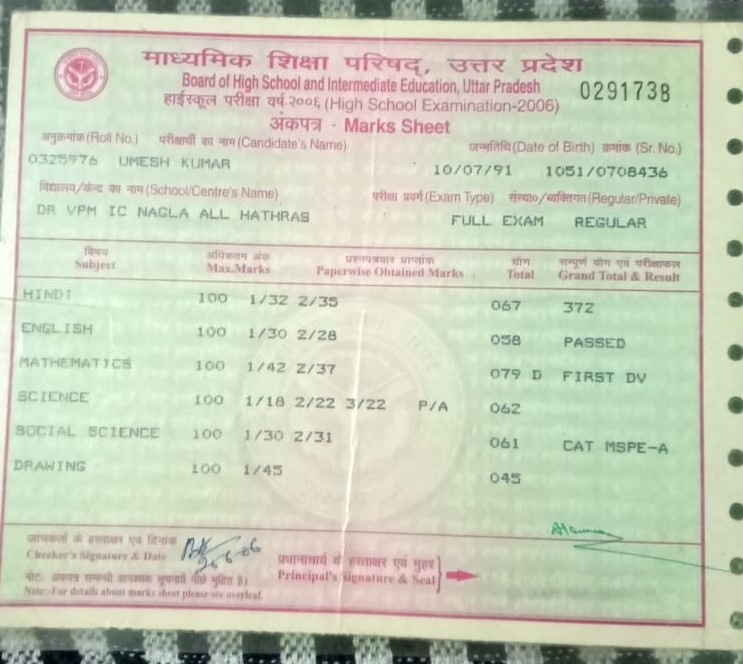 माध्यमिक शिक्षा परिषद्, उत्तर प्रदेश
Board of High School and Intermediate Education, Uttar Pradesh
0291738
हाईस्कूल परीक्षा वर्ष २००६ (High School Examination-2006)
अंकपत्र - Marks Sheet
अनुक्रमांक (Roll No.) परीक्षार्थी का नाम (Candidate's Name) जन्मतिथि (Date of Birth) क्रमांक (Sr. No.)
0325976 UMESH KUMAR 10/07/91 1051/0708436
विद्यालय/केन्द्र का नाम (School/Centre's Name) परीक्षा प्रवर्ग (Exam Type) संस्था०/व्यक्तिगत (Regular/Private)
DR VPM IC NAGLA ALL HATHRAS FULL EXAM REGULAR
विषय अधिकतम अंक प्रश्नपत्रवार प्राप्तांक योग सम्पूर्ण योग एवं परीक्षाफल
Subject Max.Marks Paperwise Obtained Marks Total Grand Total & Result
HINDI 100 1/32 2/35 067 372
ENGLISH 100 1/30 2/28 058 PASSED
MATHEMATICS 100 1/42 2/37 079 D FIRST DV
SCIENCE 100 1/18 2/22 3/22 P/A 062
SOCIAL SCIENCE 100 1/30 2/31 061 CAT MSPE-A
DRAWING 100 1/45 045
जांचकर्ता के हस्ताक्षर एवं दिनांक
Checker's Signature & Date
प्रधानाचार्य के हस्ताक्षर एवं मुहर
Principal's Signature & Seal
नोट: अंकपत्र सम्बन्धी आवश्यक सूचनायें पीछे मुद्रित है।
Note:-For details about marks sheet please see overleaf.